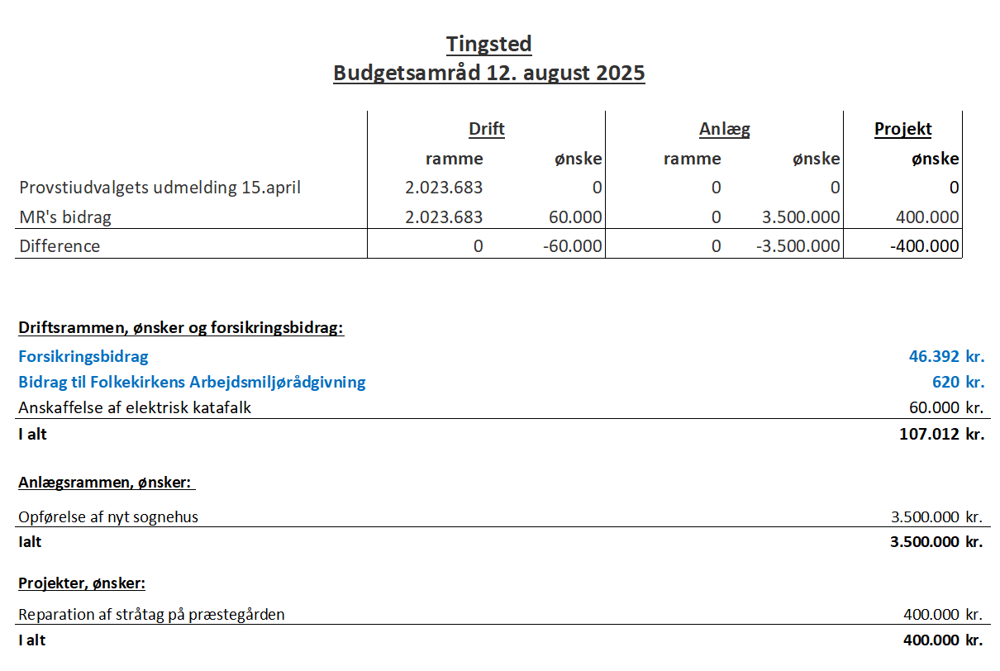 Tingsted
Budgetsamråd 12. august 2025
Drift Anlæg Projekt
ramme ønske ramme ønske ønske
Provstiudvalgets udmelding 15.april 2.023.683 0 0 0 0
MR's bidrag 2.023.683 60.000 0 3.500.000 400.000
Difference 0 -60.000 0 -3.500.000 -400.000
Driftsrammen, ønsker og forsikringsbidrag:
Forsikringsbidrag 46.392 kr.
Bidrag til Folkekirkens Arbejdsmiljørådgivning 620 kr.
Anskaffelse af elektrisk katafalk 60.000 kr.
I alt 107.012 kr.
Anlægsrammen, ønsker:
Opførelse af nyt sognehus 3.500.000 kr.
Ialt 3.500.000 kr.
Projekter, ønsker:
Reparation af stråtag på præstegården 400.000 kr.
I alt 400.000 kr.